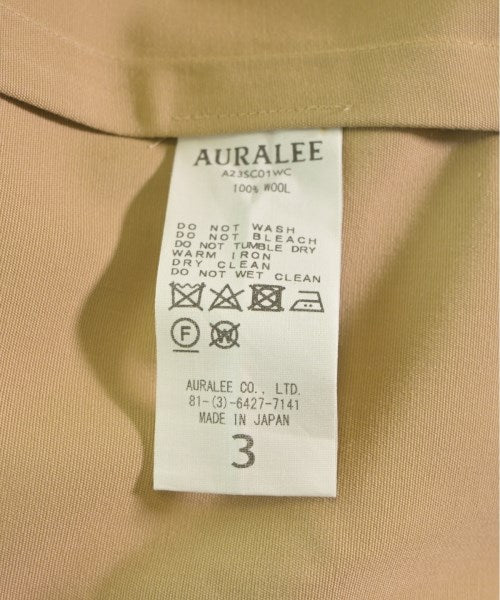 AURALEE
A23SC01WC
100% WOOL
DO NOT WASH
DO NOT BLEACH
DO NOT TUMBLE DRY
WARM IRON
DRY CLEAN
DO NOT WET CLEAN
F W
AURALEE CO., LTD.
81-(3)-6427-7141
MADE IN JAPAN
3